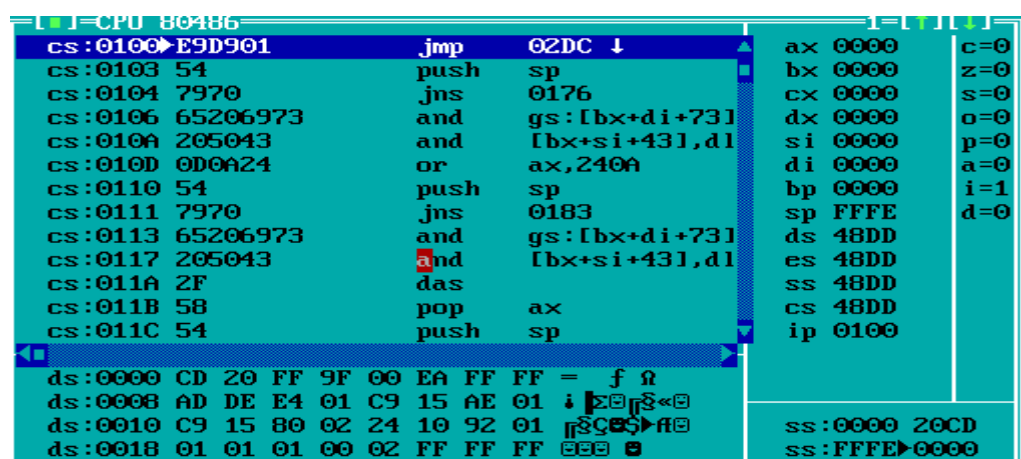 =[■]=CPU 80486 1=[↑][↓]=
cs:0100►E9D901 jmp 02DC ↓ ax 0000 c=0
cs:0103 54 push sp bx 0000 z=0
cs:0104 7970 jns 0176 cx 0000 s=0
cs:0106 65206973 and gs:[bx+di+73] dx 0000 o=0
cs:010A 205043 and [bx+si+43],dl si 0000 p=0
cs:010D 0D0A24 or ax,240A di 0000 a=0
cs:0110 54 push sp bp 0000 i=1
cs:0111 7970 jns 0183 sp FFFE d=0
cs:0113 65206973 and gs:[bx+di+73] ds 48DD
cs:0117 205043 and [bx+si+43],dl es 48DD
cs:011A 2F das ss 48DD
cs:011B 58 pop ax cs 48DD
cs:011C 54 push sp ip 0100
ds:0000 CD 20 FF 9F 00 EA FF FF = ƒ Ω
ds:0008 AD DE E4 01 C9 15 AE 01 ¡▐Σ☺╔§«☺
ds:0010 C9 15 80 02 24 10 92 01 ╔§Ç☻$►Æ☺ ss:0000 20CD
ds:0018 01 01 01 00 02 FF FF FF ☺☺☺ ☻ ss:FFFE►0000